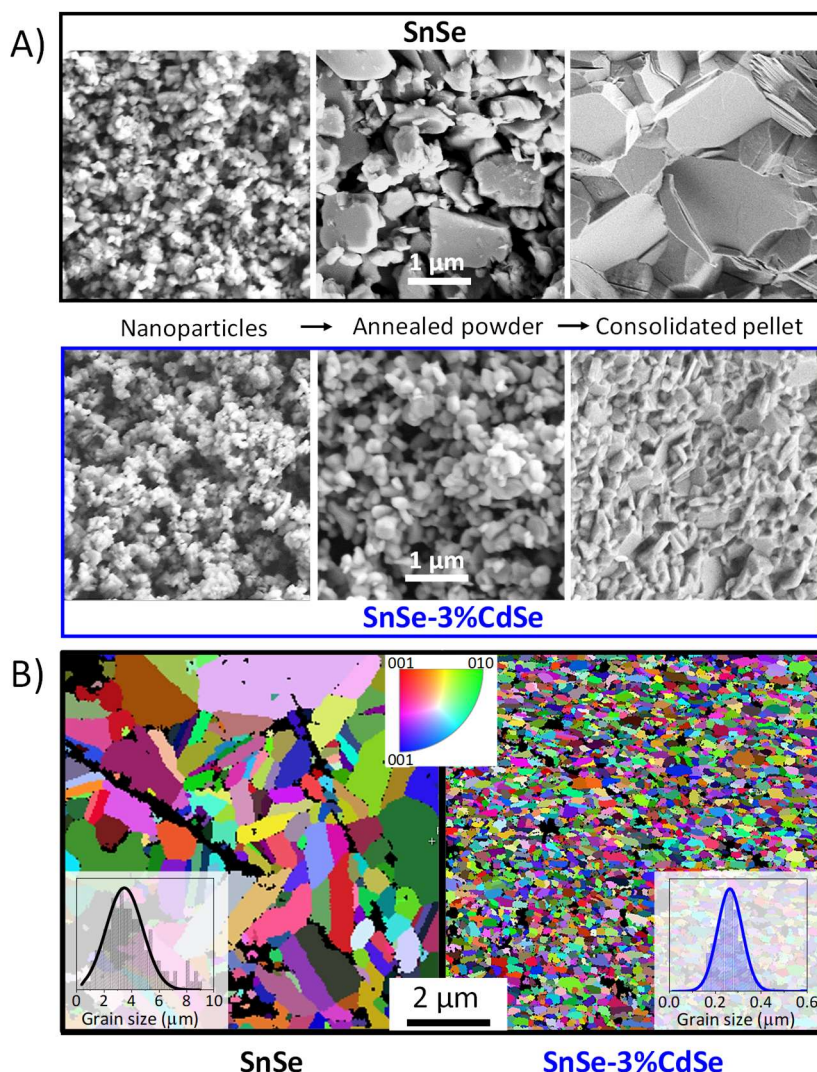 A)
SnSe
1 μm
Nanoparticles → Annealed powder → Consolidated pellet
1 μm
SnSe-3%CdSe
B)
001 010
001
0 2 4 6 8 10
Grain size (μm)
2 μm
0.0 0.2 0.4 0.6
Grain size (μm)
SnSe SnSe-3%CdSe